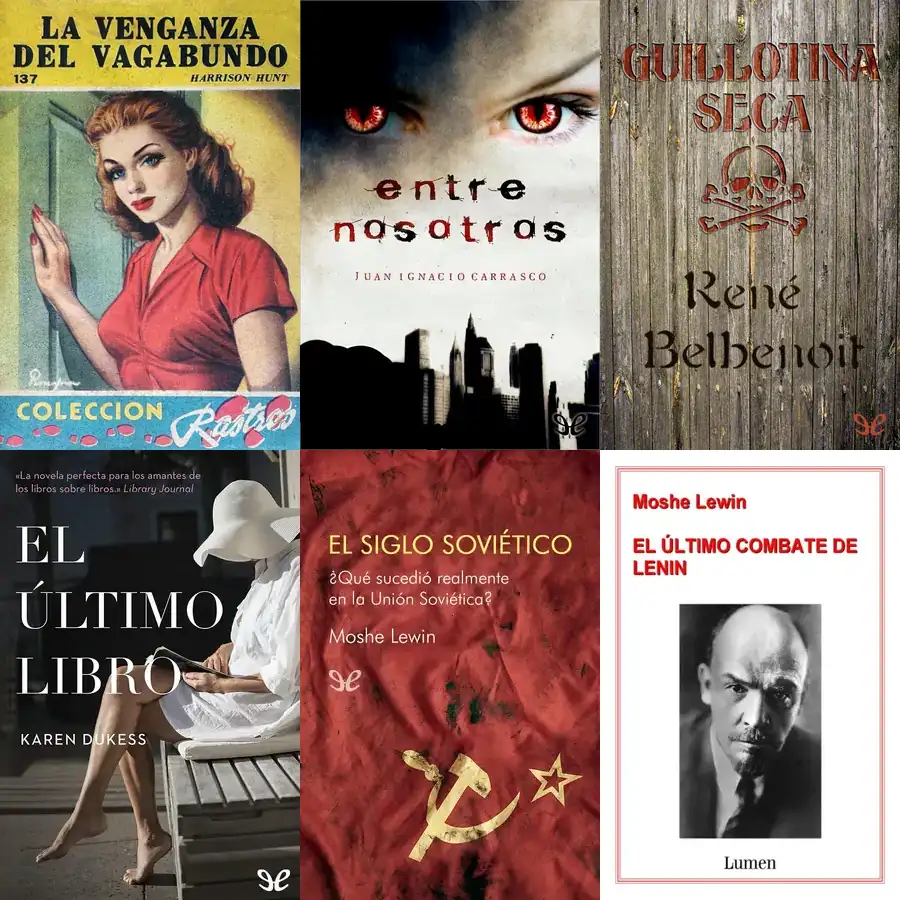 LA VENGANZA
DEL VAGABUNDO
137
HARRISON HUNT
COLECCION Rastros
entre
nosotros
JUAN IGNACIO CARRASCO
GUILLOTINA
SECA
René
Belbenoit
«La novela perfecta para los amantes de
los libros sobre libros.» Library Journal
EL
ÚLTIMO
LIBRO
KAREN DUKESS
EL SIGLO SOVIÉTICO
¿Qué sucedió realmente
en la Unión Soviética?
Moshe Lewin
Moshe Lewin
EL ÚLTIMO COMBATE DE
LENIN
Lumen